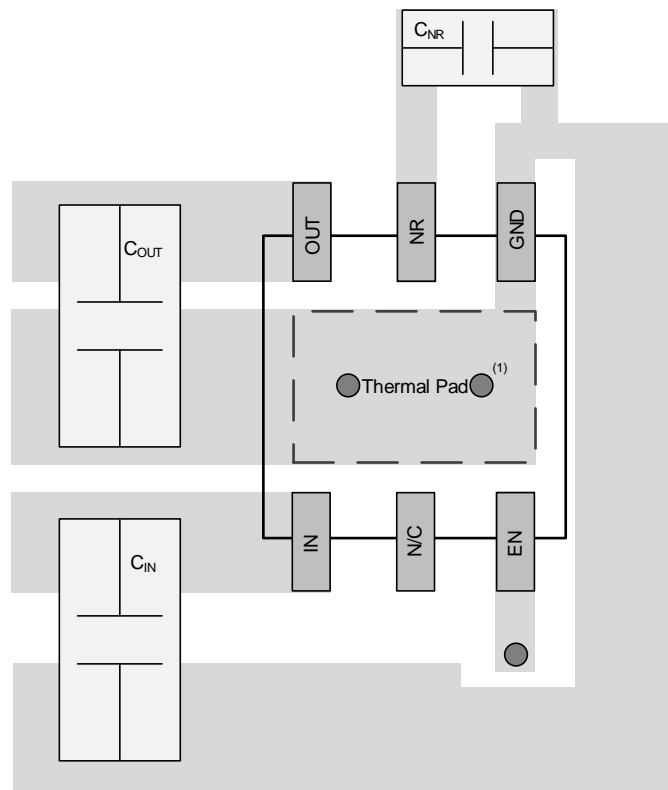 CNR
OUT
NR
GND
COUT
Thermal Pad
(1)
IN
N/C
EN
CIN